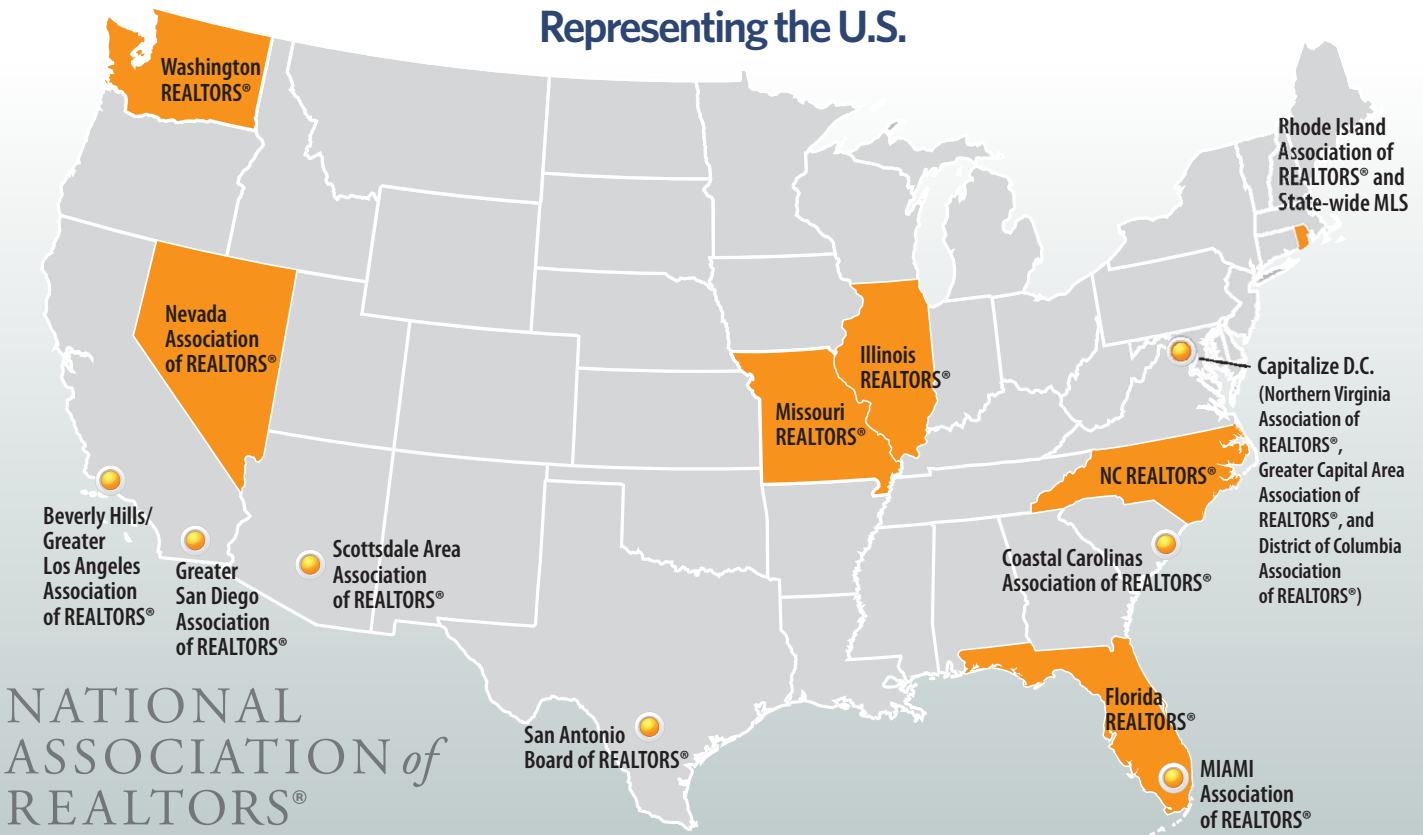 Representing the U.S.
Washington
REALTORS®
Rhode Island
Association of
REALTORS® and
State-wide MLS
Nevada
Association
of REALTORS®
Illinois
REALTORS®
Missouri
REALTORS®
Capitalize D.C.
(Northern Virginia
Association of
REALTORS®,
Greater Capital Area
Association of
REALTORS®, and
District of Columbia
Association
of REALTORS®)
NC REALTORS®
Beverly Hills/
Greater
Los Angeles
Association
of REALTORS®
Greater
San Diego
Association
of REALTORS®
Scottsdale Area
Association
of REALTORS®
Coastal Carolinas
Association of REALTORS®
San Antonio
Board of REALTORS®
Florida
REALTORS®
MIAMI
Association
of REALTORS®
NATIONAL
ASSOCIATION of
REALTORS®